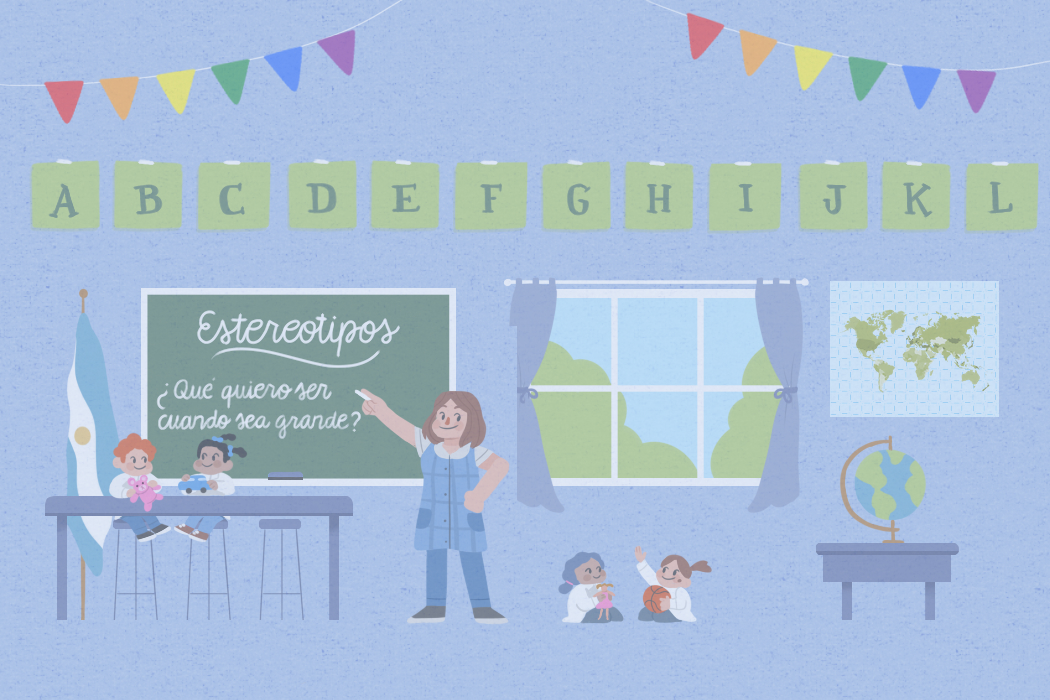 A B C D E F G H I J K L
Estereotipos
¿Qué quiero ser
cuando sea grande?